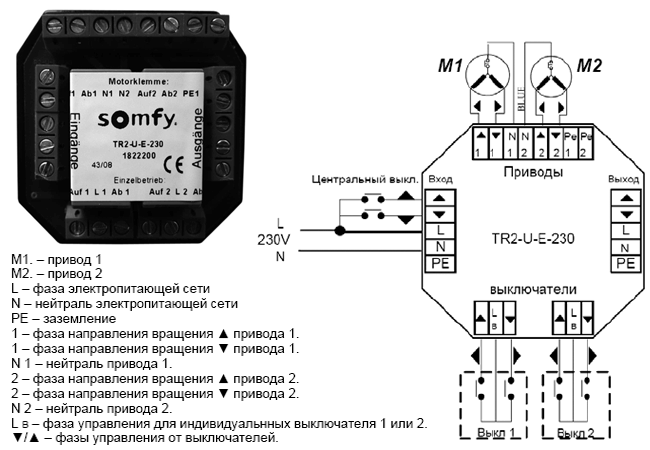 Motorklemme:
Auf1 Ab1 N1 N2 Auf2 Ab2 PE1
Eingänge
somfy.
TR2-U-E-230
1822200
43/08
CE
Ausgänge
Einzelbetrieb:
Auf 1 L 1 Ab 1 Auf 2 L 2 Ab
M1. – привод 1
M2. – привод 2
L – фаза электропитающей сети
N – нейтраль электропитающей сети
PE – заземление
1 – фаза направления вращения ▲ привода 1.
1 – фаза направления вращения ▼ привода 1.
N 1 – нейтраль привода 1.
2 – фаза направления вращения ▲ привода 2.
2 – фаза направления вращения ▼ привода 2.
N 2 – нейтраль привода 2.
L в – фаза управления для индивидуальных выключателя 1 или 2.
▼/▲ – фазы управления от выключателей.
M1 M2
BLUE
▲ ▼ N N ▲ ▼ Pe Pe
1 1 1 2 2 2 1 2
Приводы
Центральный выкл.
Вход
▲
▼
L
N
PE
L
230V
N
TR2-U-E-230
Выход
▲
▼
L
N
PE
выключатели
▲ L в ▼ ▲ L в ▼
Выкл 1 Выкл 2